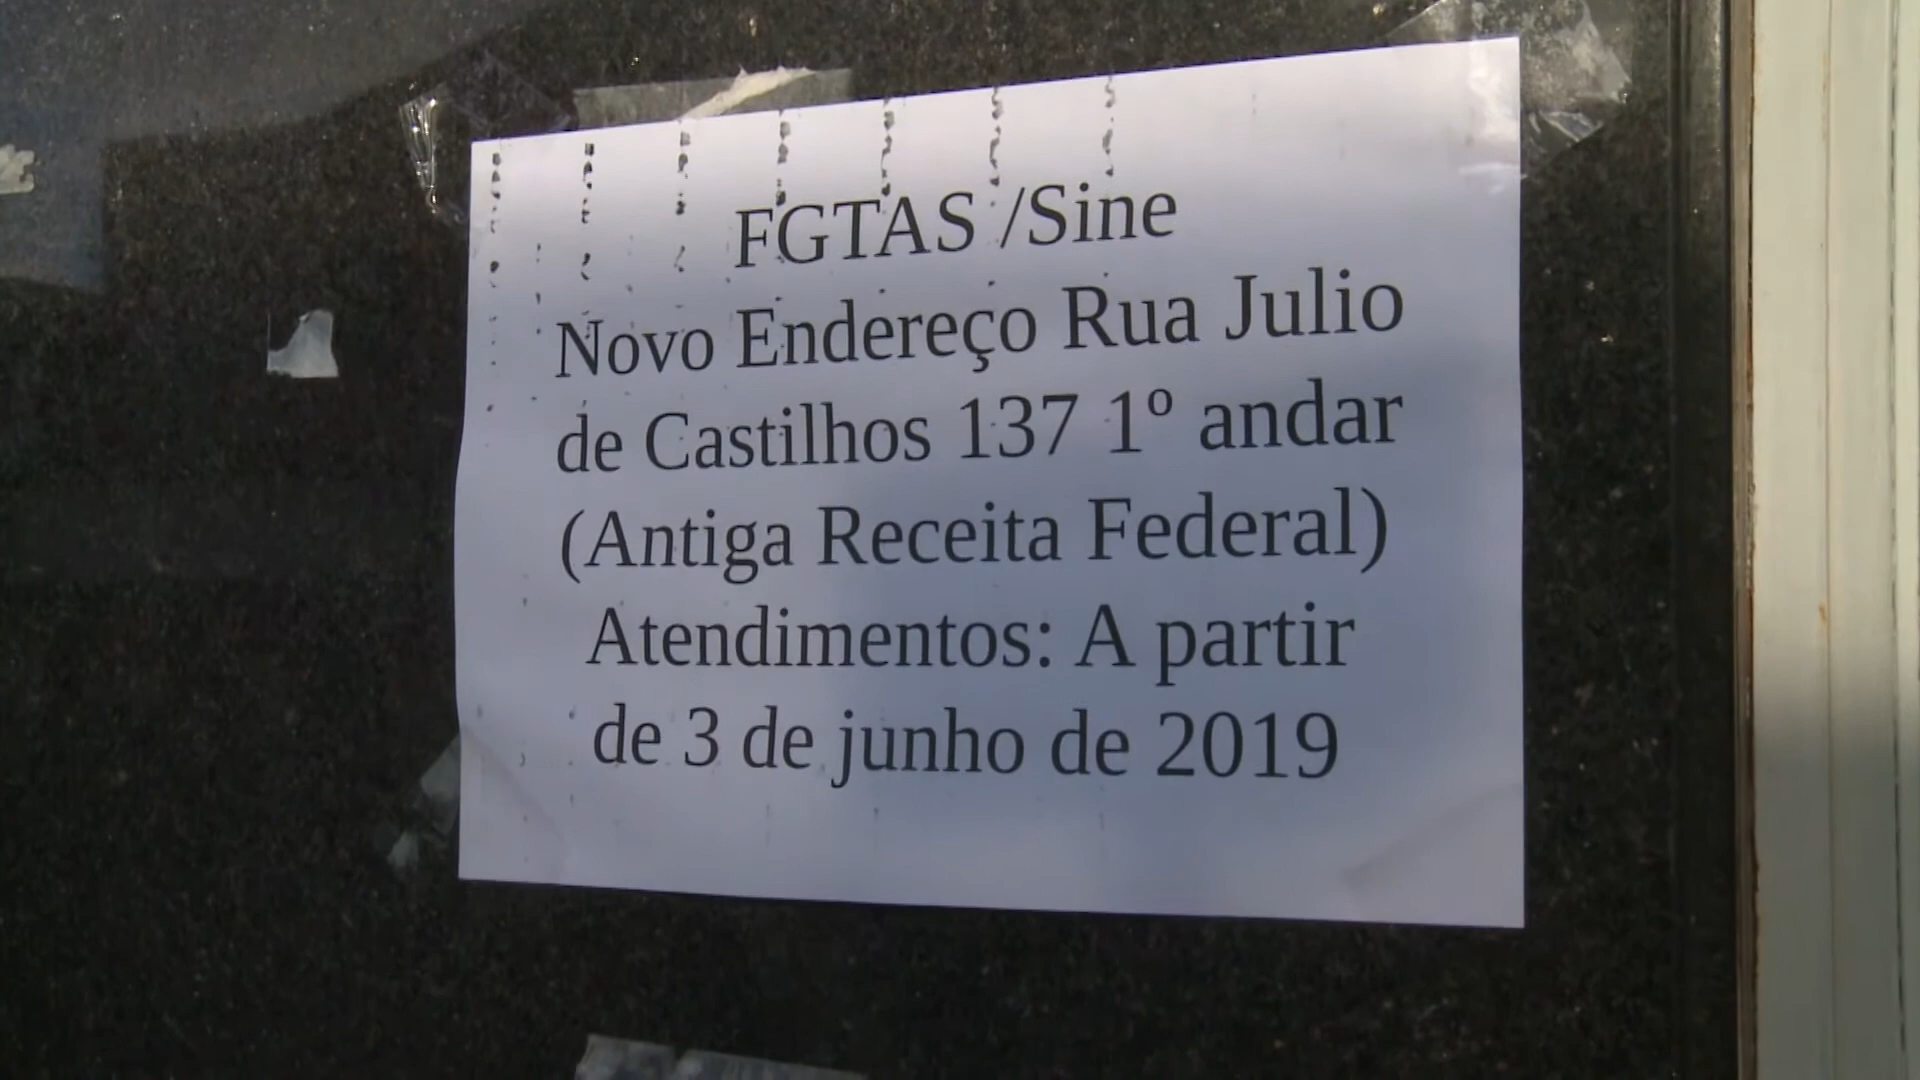 FGTAS /Sine
Novo Endereço Rua Julio
de Castilhos 137 1º andar
(Antiga Receita Federal)
Atendimentos: A partir
de 3 de junho de 2019